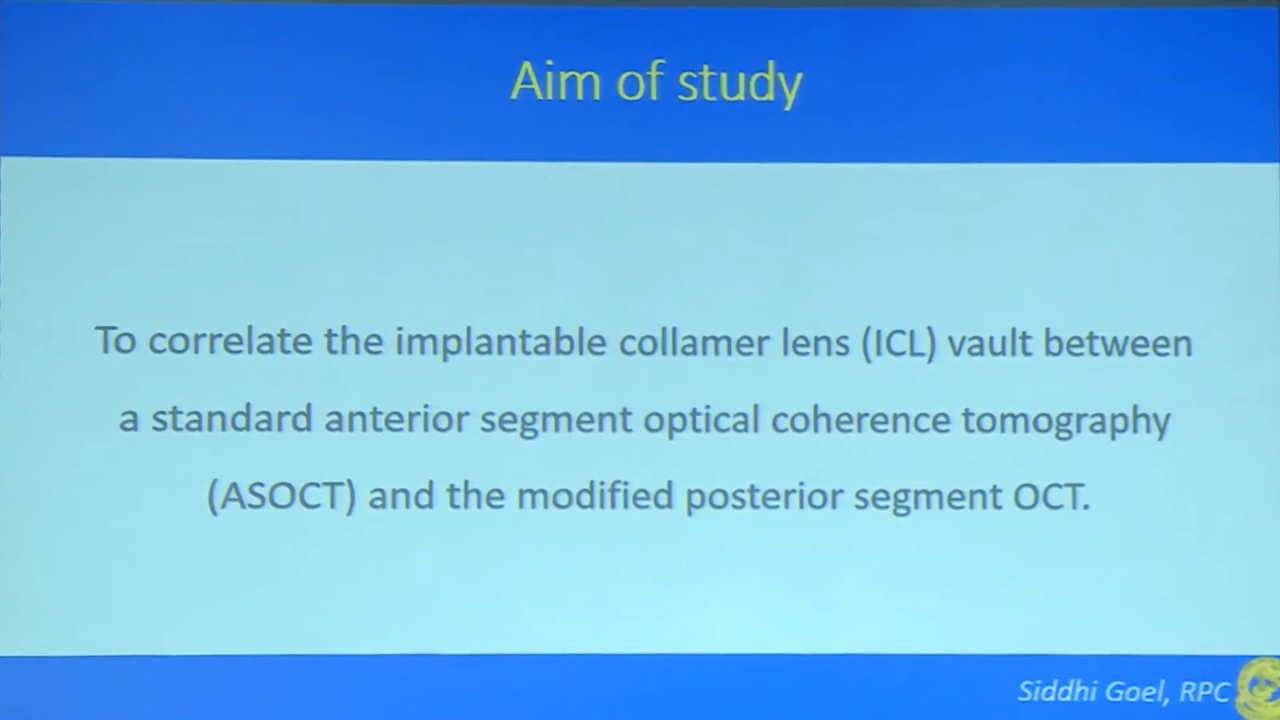 Aim of study
To correlate the implantable collamer lens (ICL) vault between
a standard anterior segment optical coherence tomography
(ASOCT) and the modified posterior segment OCT.
Siddhi Goel, RPC